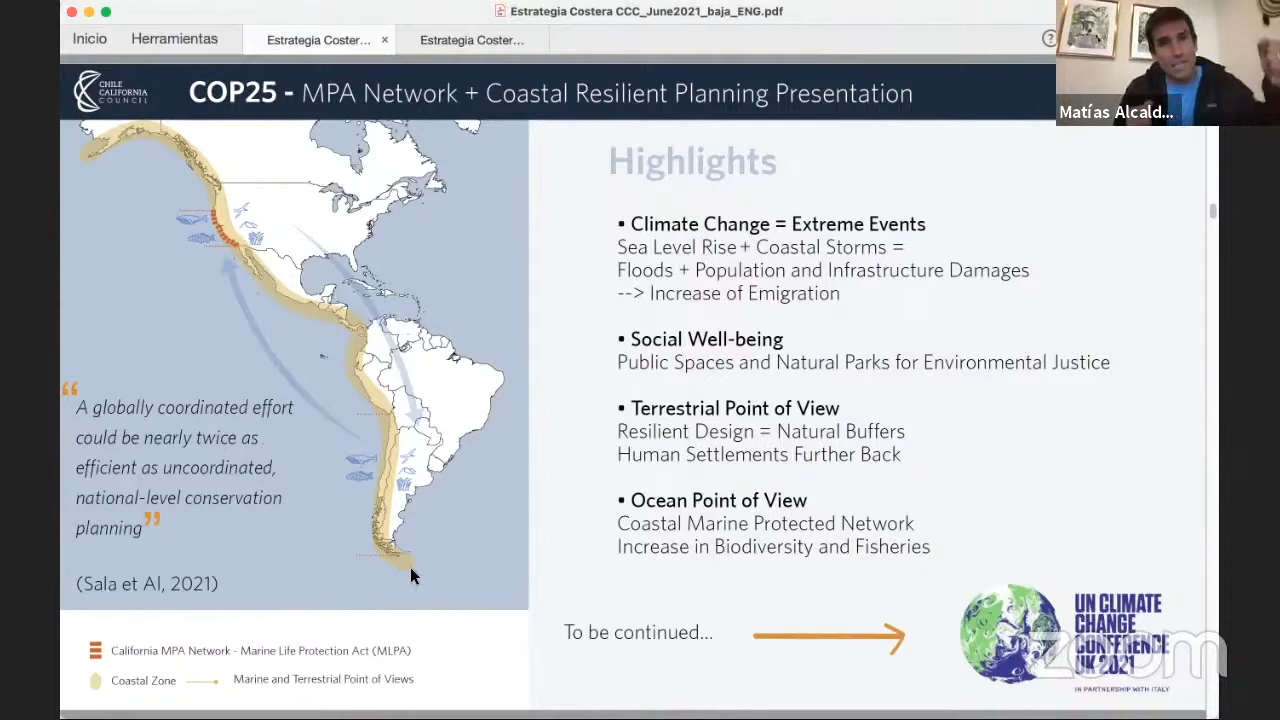 Estrategia Costera CCC_June2021_baja_ENG.pdf
Inicio
Herramientas
Estrategia Coster...
×
Estrategia Coster...
?
Matías Alcald...
CHILE
CALIFORNIA
COUNCIL
COP25 - MPA Network + Coastal Resilient Planning Presentation
Highlights
▪ Climate Change = Extreme Events
Sea Level Rise + Coastal Storms =
Floods + Population and Infrastructure Damages
--> Increase of Emigration
▪ Social Well-being
Public Spaces and Natural Parks for Environmental Justice
▪ Terrestrial Point of View
Resilient Design = Natural Buffers
Human Settlements Further Back
▪ Ocean Point of View
Coastal Marine Protected Network
Increase in Biodiversity and Fisheries
“
A globally coordinated effort
could be nearly twice as
efficient as uncoordinated,
national-level conservation
planning”
(Sala et Al, 2021)
California MPA Network - Marine Life Protection Act (MLPA)
Coastal Zone
Marine and Terrestrial Point of Views
To be continued...
UN CLIMATE
CHANGE
CONFERENCE
UK 2021
IN PARTNERSHIP WITH ITALY
zoom